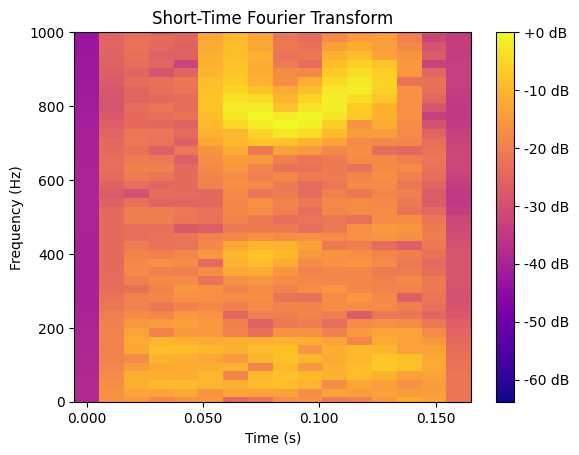 Short-Time Fourier Transform
1000
800
600
400
200
0
Frequency (Hz)
0.000
0.050
0.100
0.150
Time (s)
+0 dB
-10 dB
-20 dB
-30 dB
-40 dB
-50 dB
-60 dB